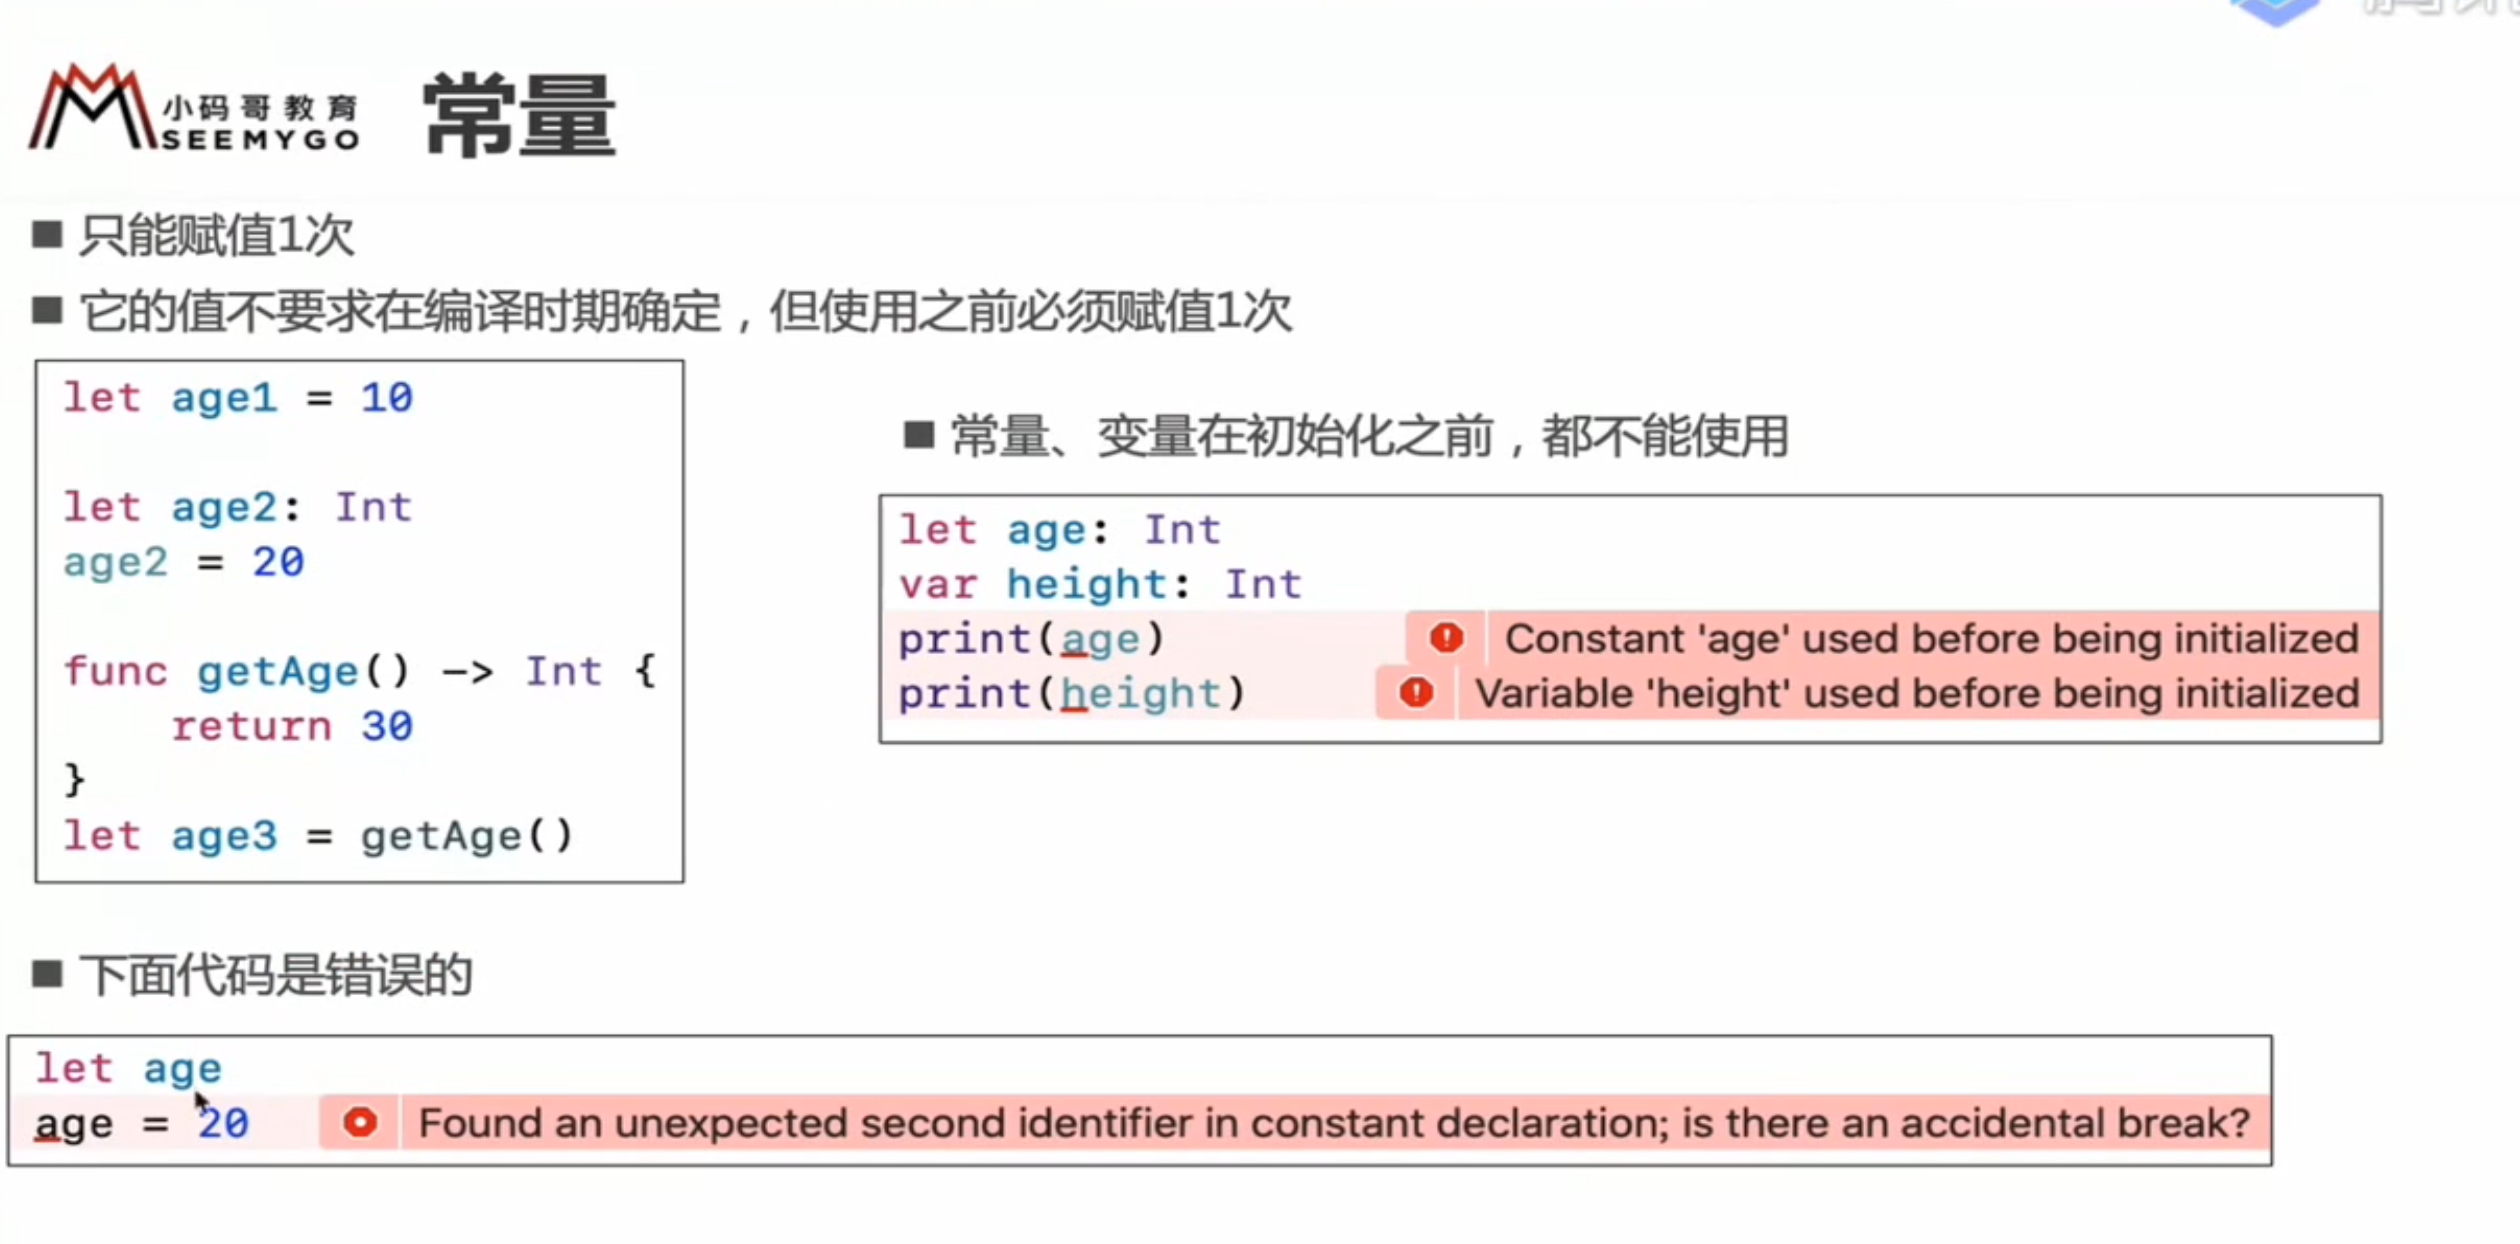 小码哥教育
SEEMYGO
常量
■ 只能赋值1次
■ 它的值不要求在编译时期确定，但使用之前必须赋值1次
let age1 = 10
let age2: Int
age2 = 20
func getAge() -> Int {
return 30
}
let age3 = getAge()
■ 常量、变量在初始化之前，都不能使用
let age: Int
var height: Int
print(age) Constant 'age' used before being initialized
print(height) Variable 'height' used before being initialized
■ 下面代码是错误的
let age
age = 20 Found an unexpected second identifier in constant declaration; is there an accidental break?